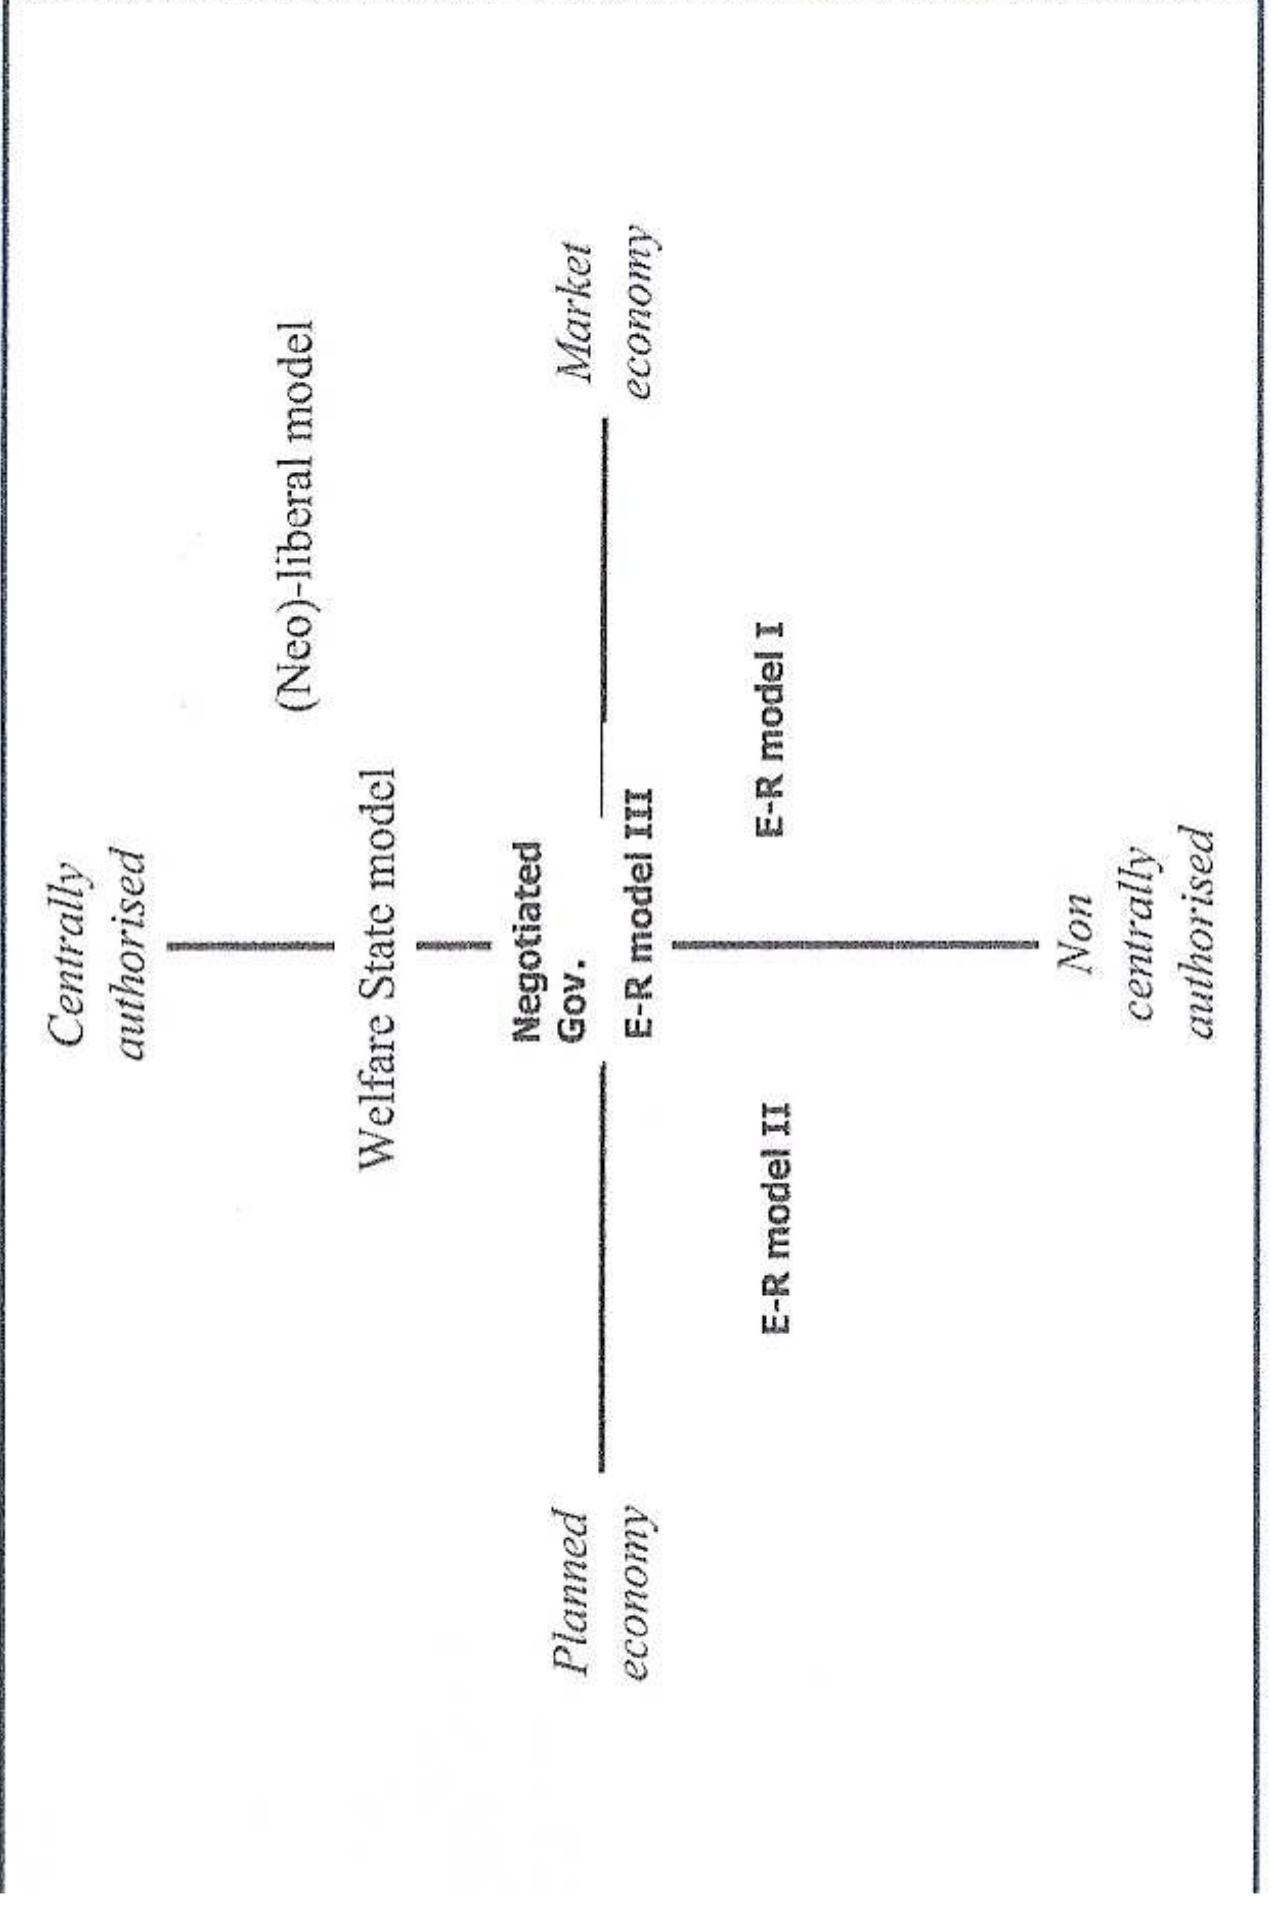 Centrally
authorised
(Neo)-liberal model
Welfare State model
Negotiated
Gov.
Planned
economy
Market
economy
E-R model III
E-R model II
E-R model I
Non
centrally
authorised